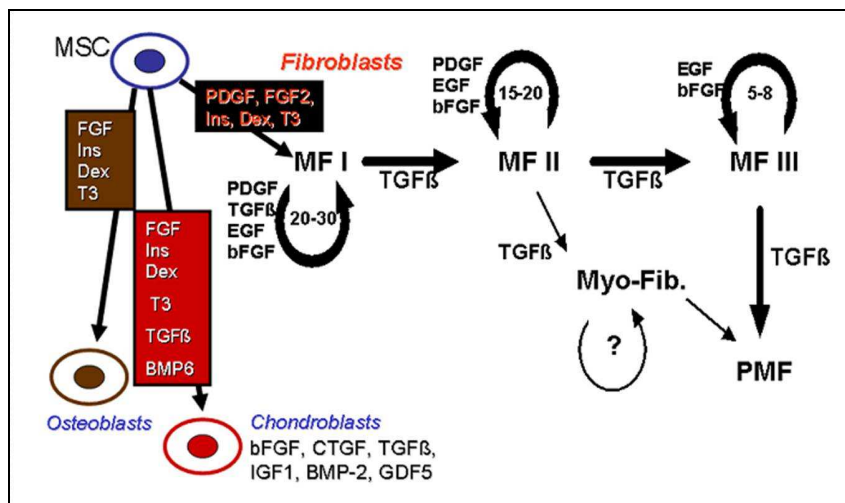 MSC
Fibroblasts
PDGF, FGF2,
Ins, Dex, T3
FGF
Ins
Dex
T3
FGF
Ins
Dex
T3
TGFß
BMP6
MF I
PDGF
TGFß
EGF
bFGF
20-30
TGFß
PDGF
EGF
bFGF
15-20
MF II
TGFß
EGF
bFGF
5-8
MF III
TGFß
Myo-Fib.
?
TGFß
PMF
Osteoblasts
Chondroblasts
bFGF, CTGF, TGFß,
IGF1, BMP-2, GDF5